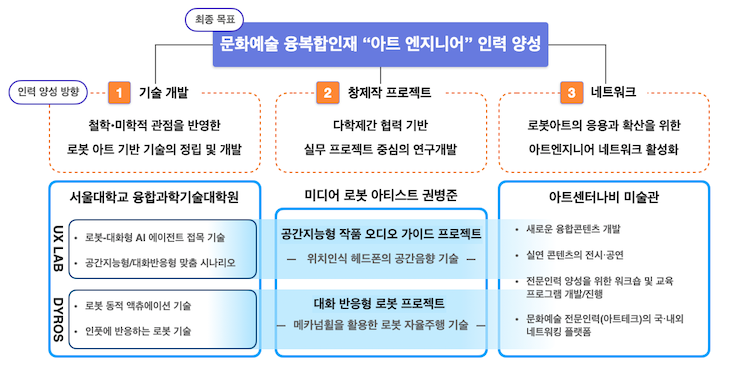 최종 목표
문화예술 융복합인재 “아트 엔지니어” 인력 양성
인력 양성 방향
1 기술 개발
철학•미학적 관점을 반영한
로봇 아트 기반 기술의 정립 및 개발
2 창제작 프로젝트
다학제간 협력 기반
실무 프로젝트 중심의 연구개발
3 네트워크
로봇아트의 응용과 확산을 위한
아트엔지니어 네트워크 활성화
서울대학교 융합과학기술대학원
UX LAB
• 로봇-대화형 AI 에이전트 접목 기술
• 공간지능형/대화반응형 맞춤 시나리오
DYROS
• 로봇 동적 액츄에이션 기술
• 인풋에 반응하는 로봇 기술
미디어 로봇 아티스트 권병준
공간지능형 작품 오디오 가이드 프로젝트
— 위치인식 헤드폰의 공간음향 기술 —
대화 반응형 로봇 프로젝트
— 메카넘휠을 활용한 로봇 자율주행 기술 —
아트센터나비 미술관
• 새로운 융합콘텐츠 개발
• 실연 콘텐츠의 전시·공연
• 전문인력 양성을 위한 워크숍 및 교육
프로그램 개발/진행
• 문화예술 전문인력(아트테크)의 국·내외
네트워킹 플랫폼